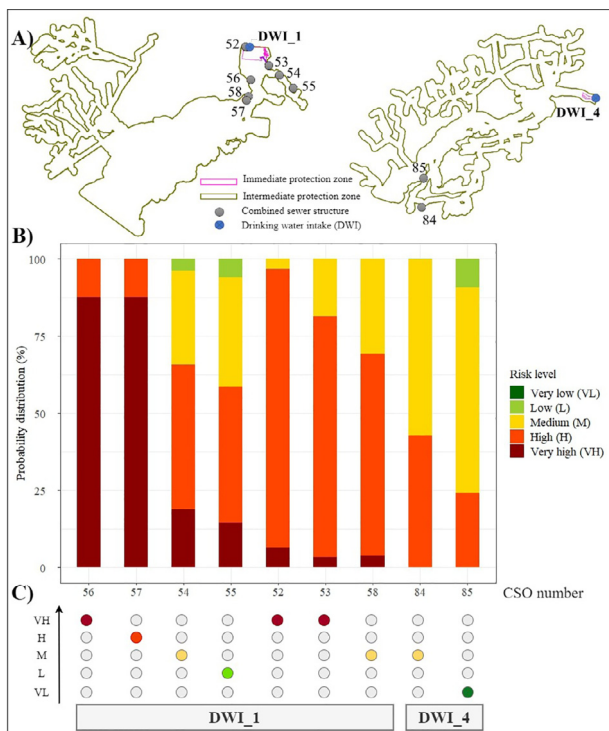 A)
52
DWI_1
53
54
55
56
58
57
DWI_4
85
84
Immediate protection zone
Intermediate protection zone
Combined sewer structure
Drinking water intake (DWI)
B)
Probability distribution (%)
100
75
50
25
0
Risk level
Very low (VL)
Low (L)
Medium (M)
High (H)
Very high (VH)
56 57 54 55 52 53 58 84 85 CSO number
C)
VH
H
M
L
VL
DWI_1 DWI_4